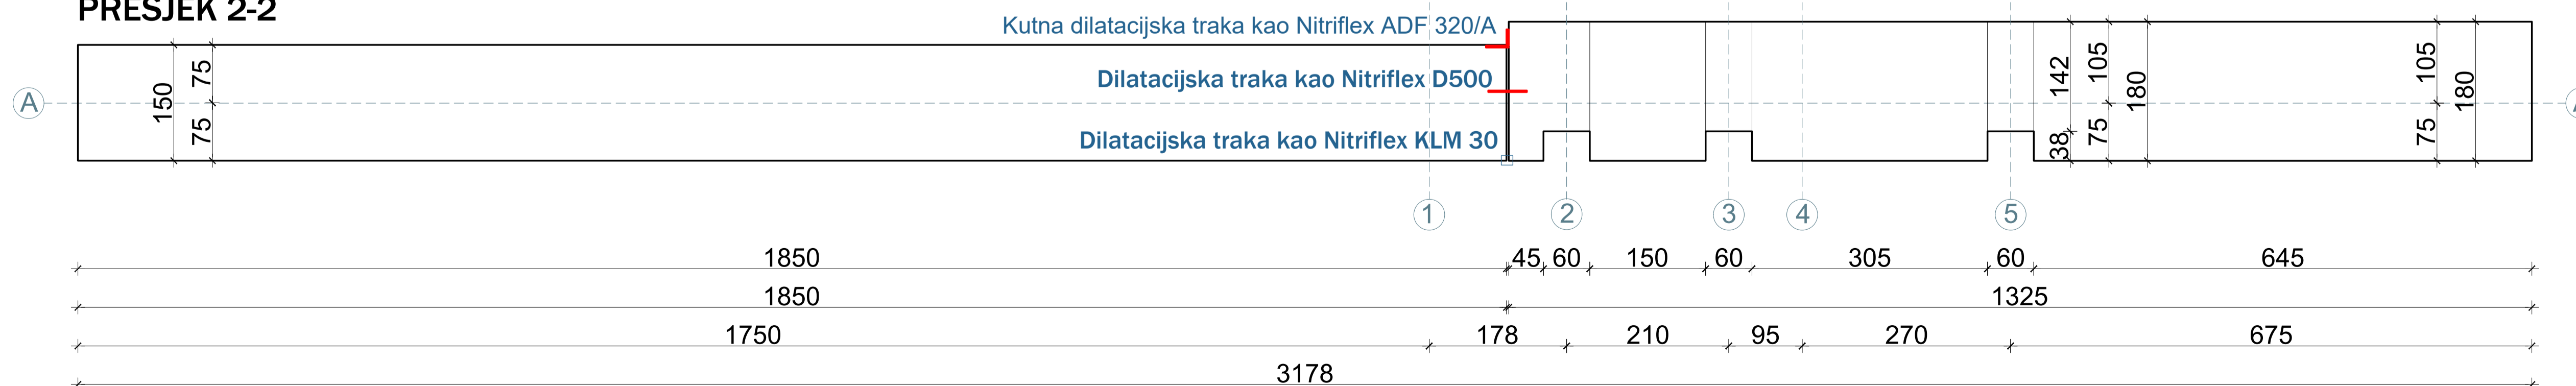 PRESJEK 2-2
Kutna dilatacijska traka kao Nitriflex ADF 320/A
Dilatacijska traka kao Nitriflex D500
Dilatacijska traka kao Nitriflex KLM 30
A
150
75
75
142
38
105
75
180
105
75
180
1
2
3
4
5
1850 45 60 150 60 305 60 645
1850 1325
1750 178 210 95 270 675
3178